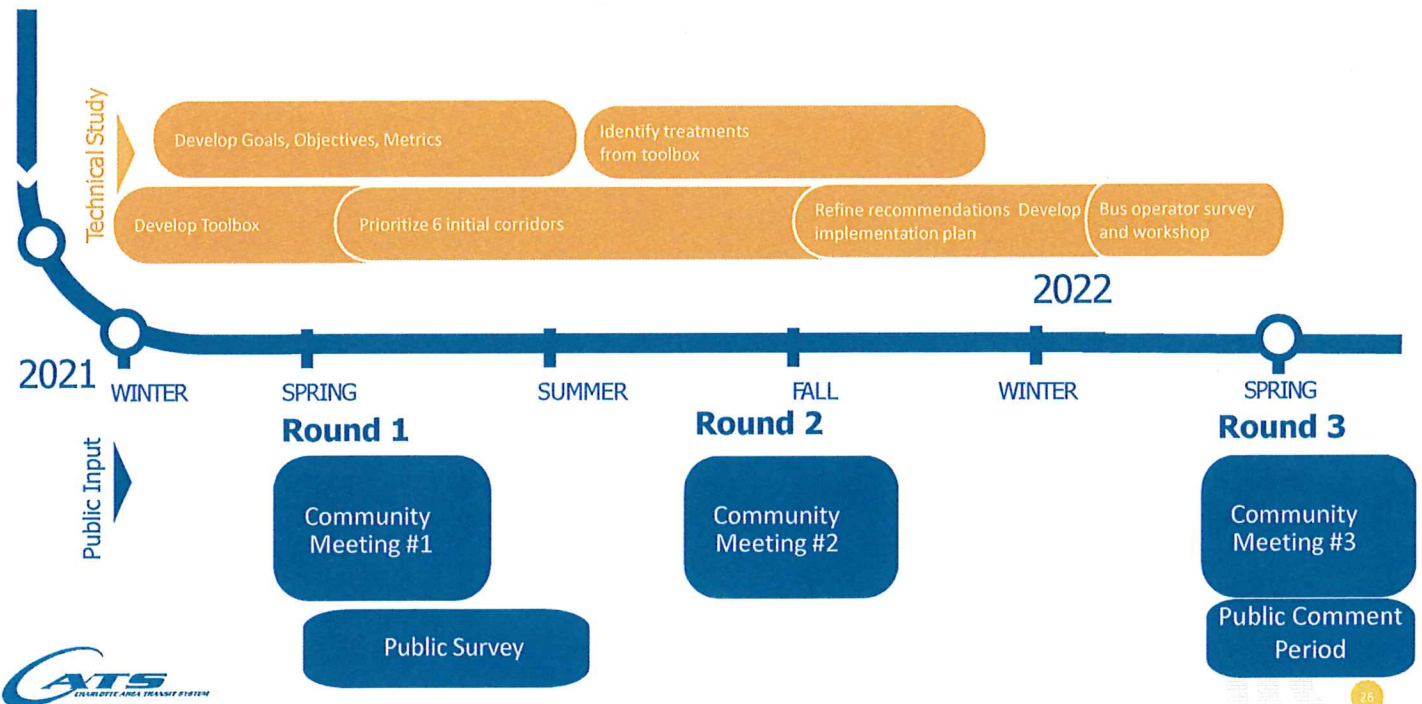 Technical Study
Develop Goals, Objectives, Metrics
Identify treatments
from toolbox
Develop Toolbox
Prioritize 6 initial corridors
Refine recommendations Develop
implementation plan
Bus operator survey
and workshop
2022
2021
WINTER
SPRING
SUMMER
FALL
WINTER
SPRING
Round 1
Round 2
Round 3
Public Input
Community
Meeting #1
Community
Meeting #2
Community
Meeting #3
Public Survey
Public Comment
Period
CATS
CHARLOTTE AREA TRANSIT SYSTEM
26